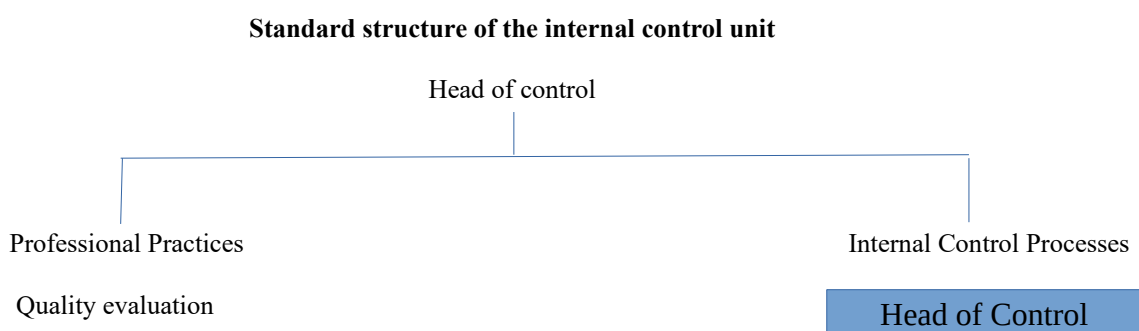 Standard structure of the internal control unit
Head of control
Professional Practices
Internal Control Processes
Quality evaluation
Head of Control